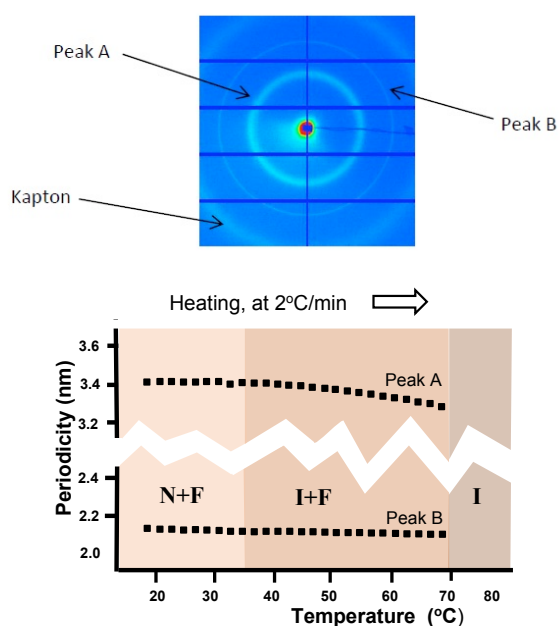 Peak A
Peak B
Kapton
Heating, at 2°C/min
Periodicity (nm)
3.6
3.4
3.2
2.4
2.2
2.0
Peak A
N+F
I+F
I
Peak B
20
30
40
50
60
70
80
Temperature (°C)